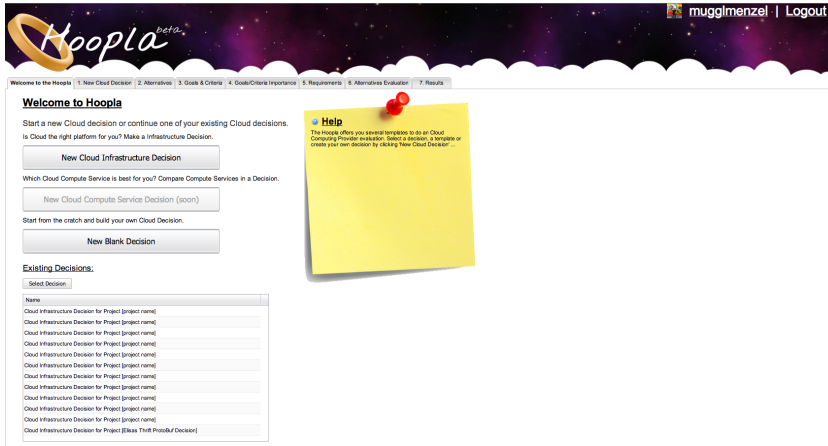 Hoopla beta
mugglmenzel | Logout
Welcome to the Hoopla 1. New Cloud Decision 2. Alternatives 3. Goals & Criteria 4. Goals/Criteria Importance 5. Requirements 6. Alternatives Evaluation 7. Results
Welcome to Hoopla
Start a new Cloud decision or continue one of your existing Cloud decisions.
Is Cloud the right platform for you? Make a Infrastructure Decision.
New Cloud Infrastructure Decision
Which Cloud Compute Service is best for you? Compare Compute Services in a Decision.
New Cloud Compute Service Decision (soon)
Start from the cratch and build your own Cloud Decision.
New Blank Decision
Help
The Hoopla offers you several templates to do an Cloud
Computing Provider evaluation. Select a decision, a template or
create your own decision by clicking 'New Cloud Decision' ...
Existing Decisions:
Select Decision
Name
Cloud Infrastructure Decision for Project [project name]
Cloud Infrastructure Decision for Project [project name]
Cloud Infrastructure Decision for Project [project name]
Cloud Infrastructure Decision for Project [project name]
Cloud Infrastructure Decision for Project [project name]
Cloud Infrastructure Decision for Project [project name]
Cloud Infrastructure Decision for Project [project name]
Cloud Infrastructure Decision for Project [project name]
Cloud Infrastructure Decision for Project [project name]
Cloud Infrastructure Decision for Project [project name]
Cloud Infrastructure Decision for Project [project name]
Cloud Infrastructure Decision for Project [Elisas Thrift ProtoBuf Decision]